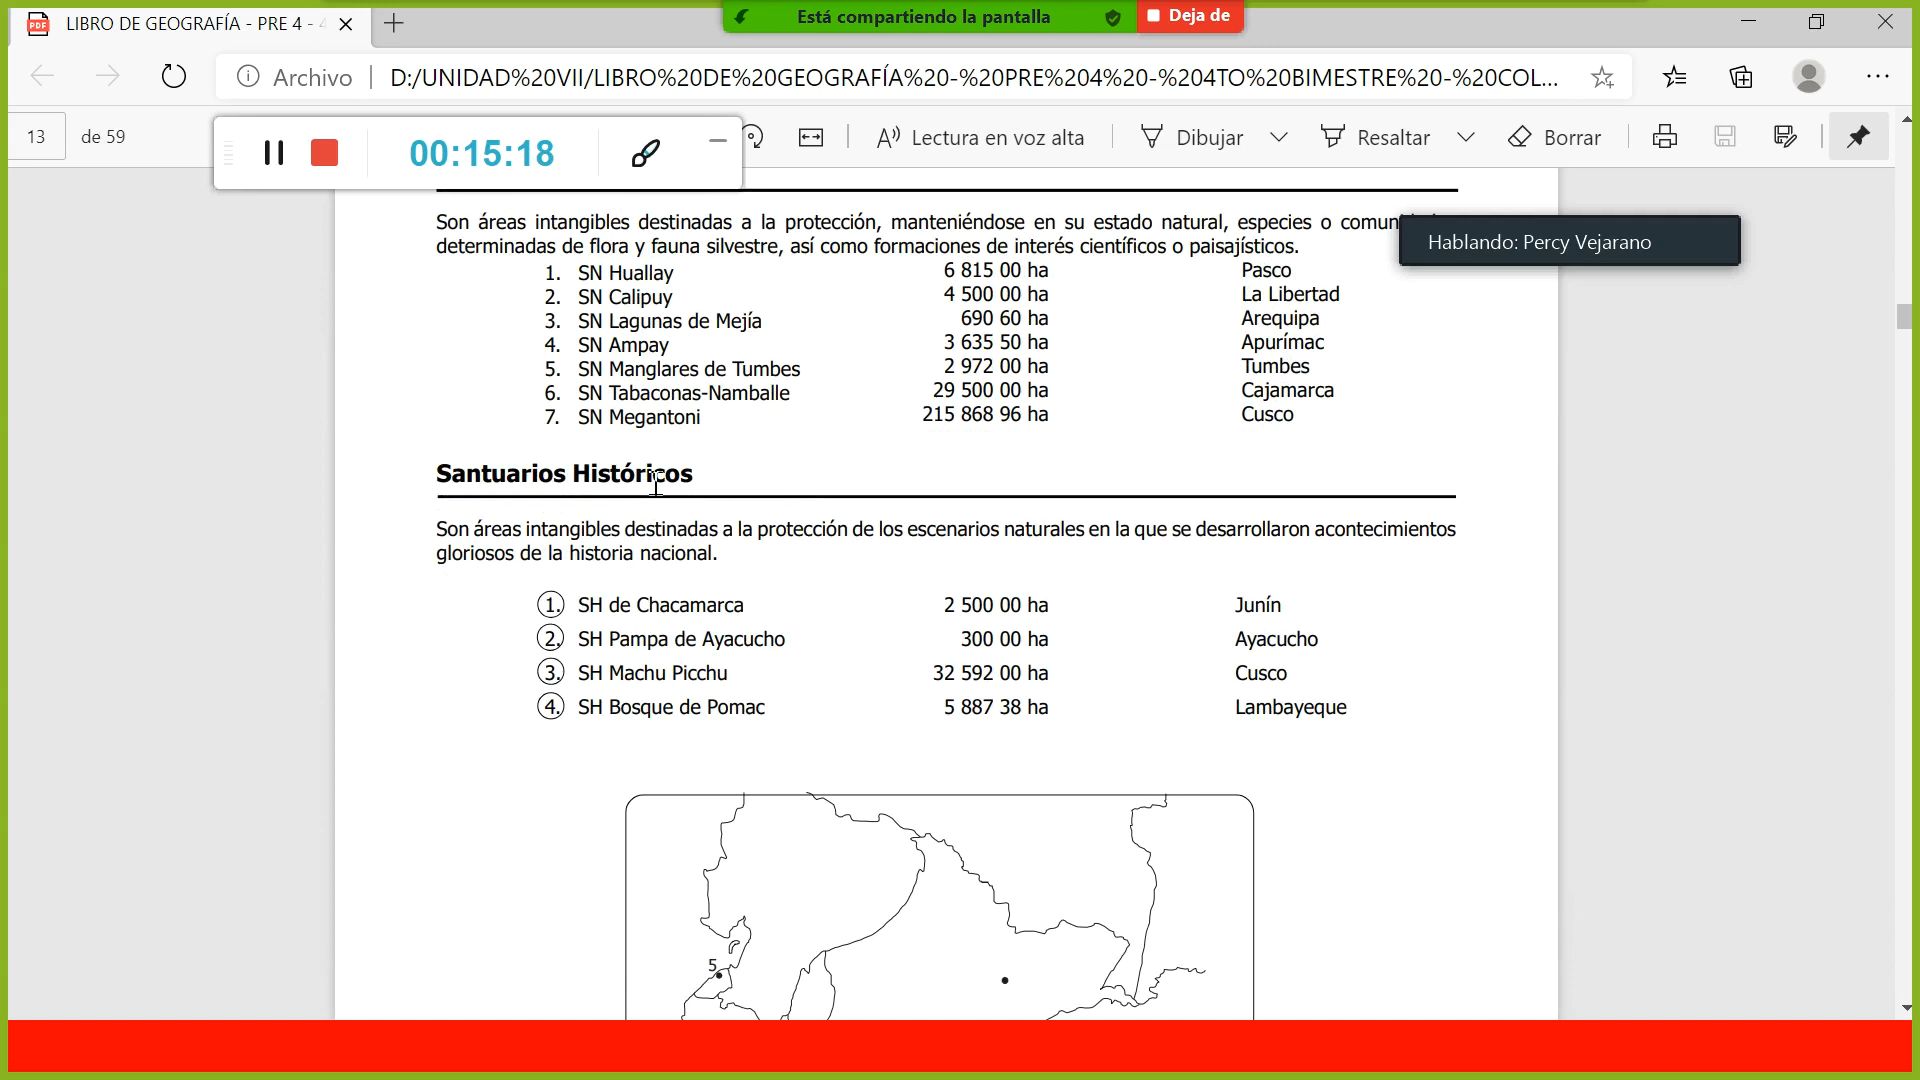 LIBRO DE GEOGRAFÍA - PRE 4 - 4
Está compartiendo la pantalla
Deja de
Archivo
D:/UNIDAD%20VII/LIBRO%20DE%20GEOGRAFÍA%20-%20PRE%204%20-%204TO%20BIMESTRE%20-%20COL...
13 de 59
00:15:18
Lectura en voz alta
Dibujar
Resaltar
Borrar
Son áreas intangibles destinadas a la protección, manteniéndose en su estado natural, especies o
determinadas de flora y fauna silvestre, así como formaciones de interés científicos o paisajísticos.
Hablando: Percy Vejarano
1. SN Huallay 6 815 00 ha Pasco
2. SN Calipuy 4 500 00 ha La Libertad
3. SN Lagunas de Mejía 690 60 ha Arequipa
4. SN Ampay 3 635 50 ha Apurímac
5. SN Manglares de Tumbes 2 972 00 ha Tumbes
6. SN Tabaconas-Namballe 29 500 00 ha Cajamarca
7. SN Megantoni 215 868 96 ha Cusco
Santuarios Históricos
Son áreas intangibles destinadas a la protección de los escenarios naturales en la que se desarrollaron acontecimientos
gloriosos de la historia nacional.
1. SH de Chacamarca 2 500 00 ha Junín
2. SH Pampa de Ayacucho 300 00 ha Ayacucho
3. SH Machu Picchu 32 592 00 ha Cusco
4. SH Bosque de Pomac 5 887 38 ha Lambayeque
5